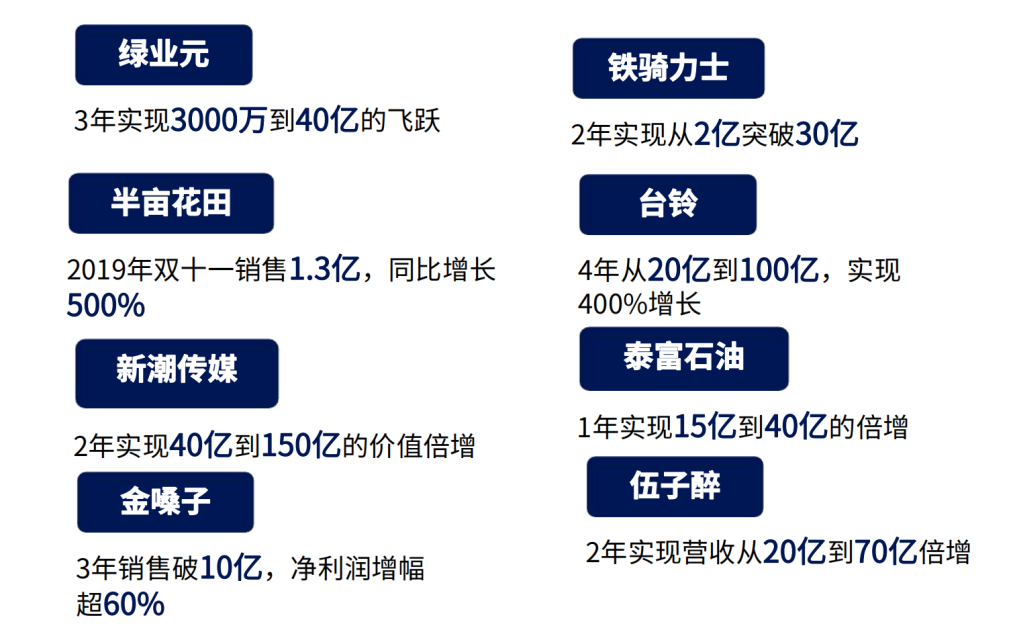 绿业元
3年实现3000万到40亿的飞跃
半亩花田
2019年双十一销售1.3亿，同比增长
500%
新潮传媒
2年实现40亿到150亿的价值倍增
金嗓子
3年销售破10亿，净利润增幅
超60%
铁骑力士
2年实现从2亿突破30亿
台铃
4年从20亿到100亿，实现
400%增长
泰富石油
1年实现15亿到40亿的倍增
伍子醉
2年实现营收从20亿到70亿倍增